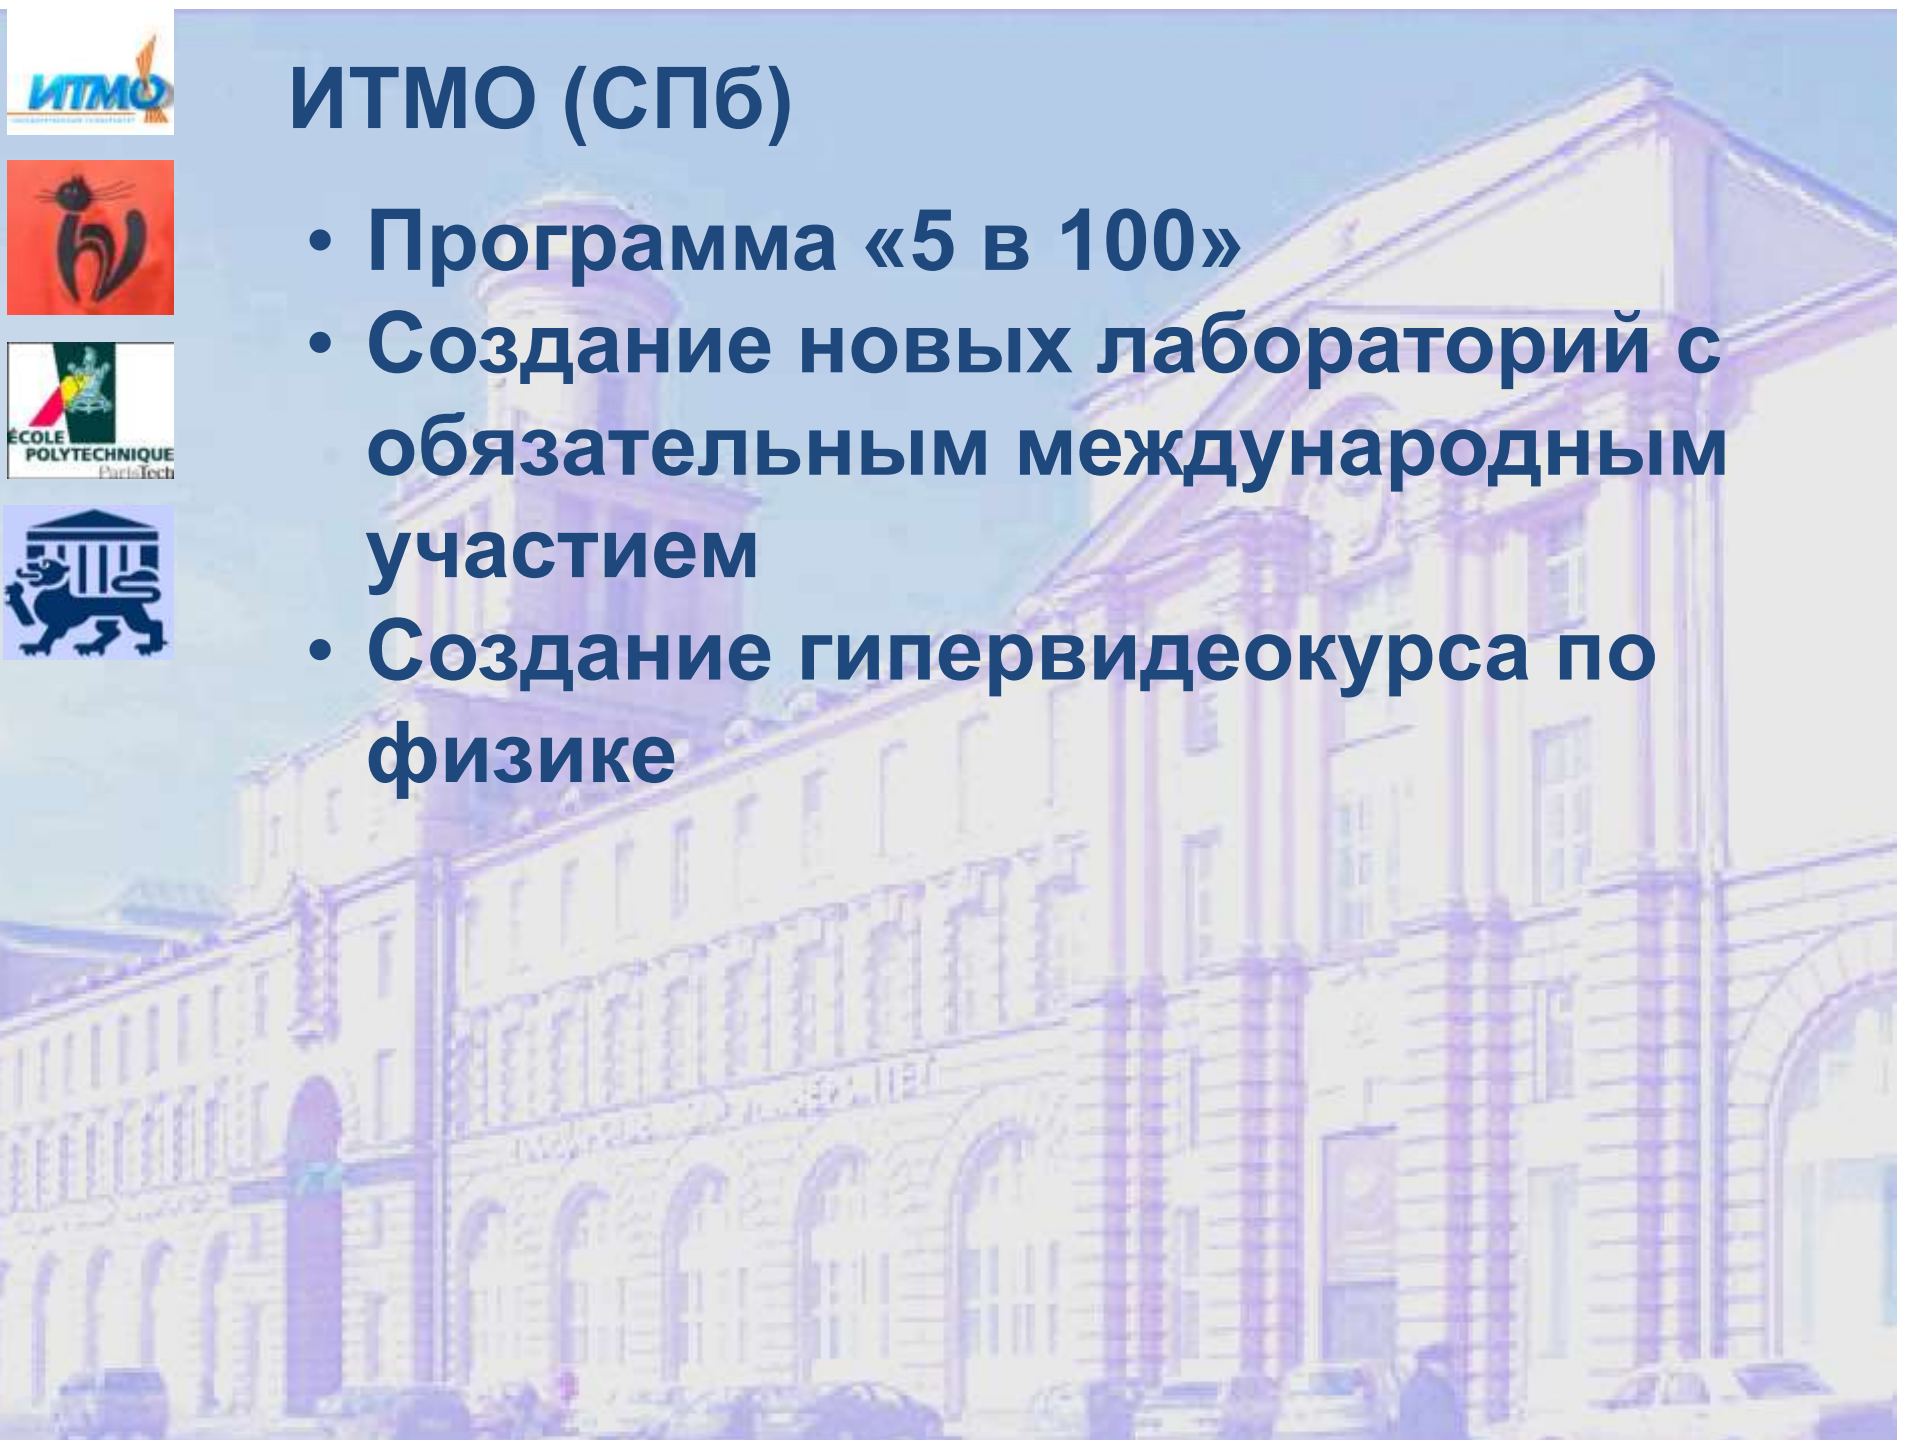 ИТМО
ИТМО (СПб)
• Программа «5 в 100»
• Создание новых лабораторий с
обязательным международным
участием
• Создание гипервидеокурса по
физике
ÉCOLE
POLYTECHNIQUE
ParisTech